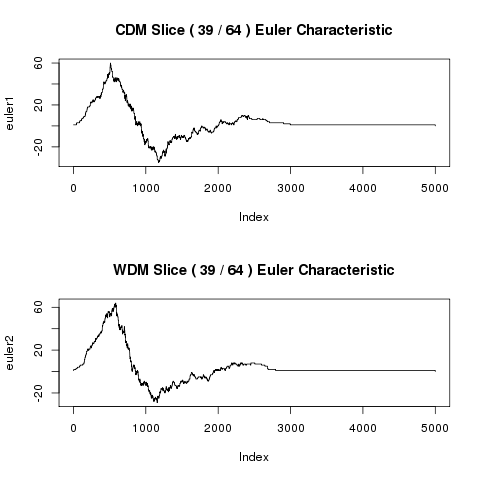 CDM Slice ( 39 / 64 ) Euler Characteristic
60
20
-20
euler1
0 1000 2000 3000 4000 5000
Index
WDM Slice ( 39 / 64 ) Euler Characteristic
60
20
-20
euler2
0 1000 2000 3000 4000 5000
Index